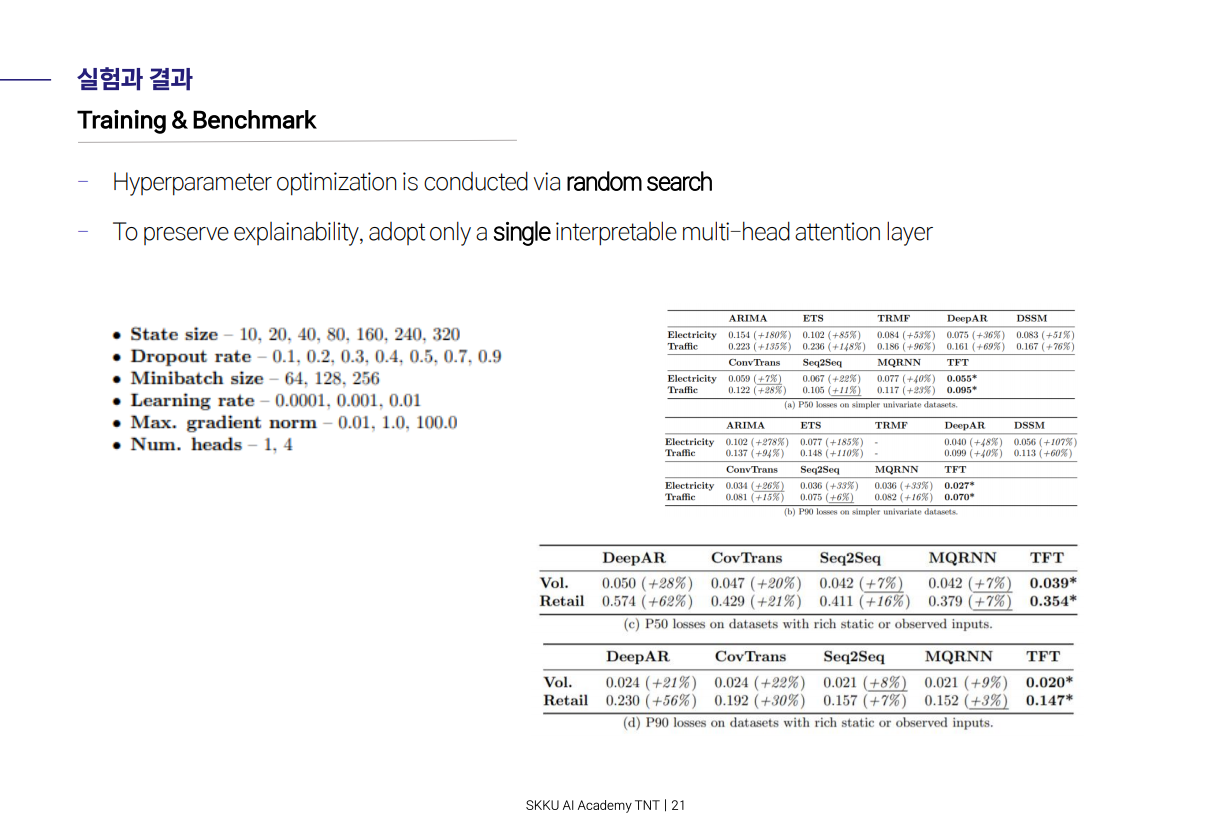 실험과 결과
Training & Benchmark
- Hyperparameter optimization is conducted via random search
- To preserve explainability, adopt only a single interpretable multi-head attention layer
• State size – 10, 20, 40, 80, 160, 240, 320
• Dropout rate – 0.1, 0.2, 0.3, 0.4, 0.5, 0.7, 0.9
• Minibatch size – 64, 128, 256
• Learning rate – 0.0001, 0.001, 0.01
• Max. gradient norm – 0.01, 1.0, 100.0
• Num. heads – 1, 4
ARIMA ETS TRMF DeepAR DSSM
Electricity 0.154 (+180%) 0.102 (+85%) 0.084 (+53%) 0.075 (+36%) 0.083 (+51%)
Traffic 0.223 (+135%) 0.236 (+148%) 0.186 (+96%) 0.161 (+69%) 0.167 (+76%)
ConvTrans Seq2Seq MQRNN TFT
Electricity 0.059 (+7%) 0.067 (+22%) 0.077 (+40%) 0.055*
Traffic 0.122 (+28%) 0.105 (+11%) 0.117 (+23%) 0.095*
(a) P50 losses on simpler univariate datasets.
ARIMA ETS TRMF DeepAR DSSM
Electricity 0.102 (+278%) 0.077 (+185%) - 0.040 (+48%) 0.056 (+107%)
Traffic 0.137 (+94%) 0.148 (+110%) - 0.099 (+40%) 0.113 (+60%)
ConvTrans Seq2Seq MQRNN TFT
Electricity 0.034 (+26%) 0.036 (+33%) 0.036 (+33%) 0.027*
Traffic 0.081 (+15%) 0.075 (+6%) 0.082 (+16%) 0.070*
(b) P90 losses on simpler univariate datasets.
DeepAR CovTrans Seq2Seq MQRNN TFT
Vol. 0.050 (+28%) 0.047 (+20%) 0.042 (+7%) 0.042 (+7%) 0.039*
Retail 0.574 (+62%) 0.429 (+21%) 0.411 (+16%) 0.379 (+7%) 0.354*
(c) P50 losses on datasets with rich static or observed inputs.
DeepAR CovTrans Seq2Seq MQRNN TFT
Vol. 0.024 (+21%) 0.024 (+22%) 0.021 (+8%) 0.021 (+9%) 0.020*
Retail 0.230 (+56%) 0.192 (+30%) 0.157 (+7%) 0.152 (+3%) 0.147*
(d) P90 losses on datasets with rich static or observed inputs.
SKKU AI Academy TNT | 21